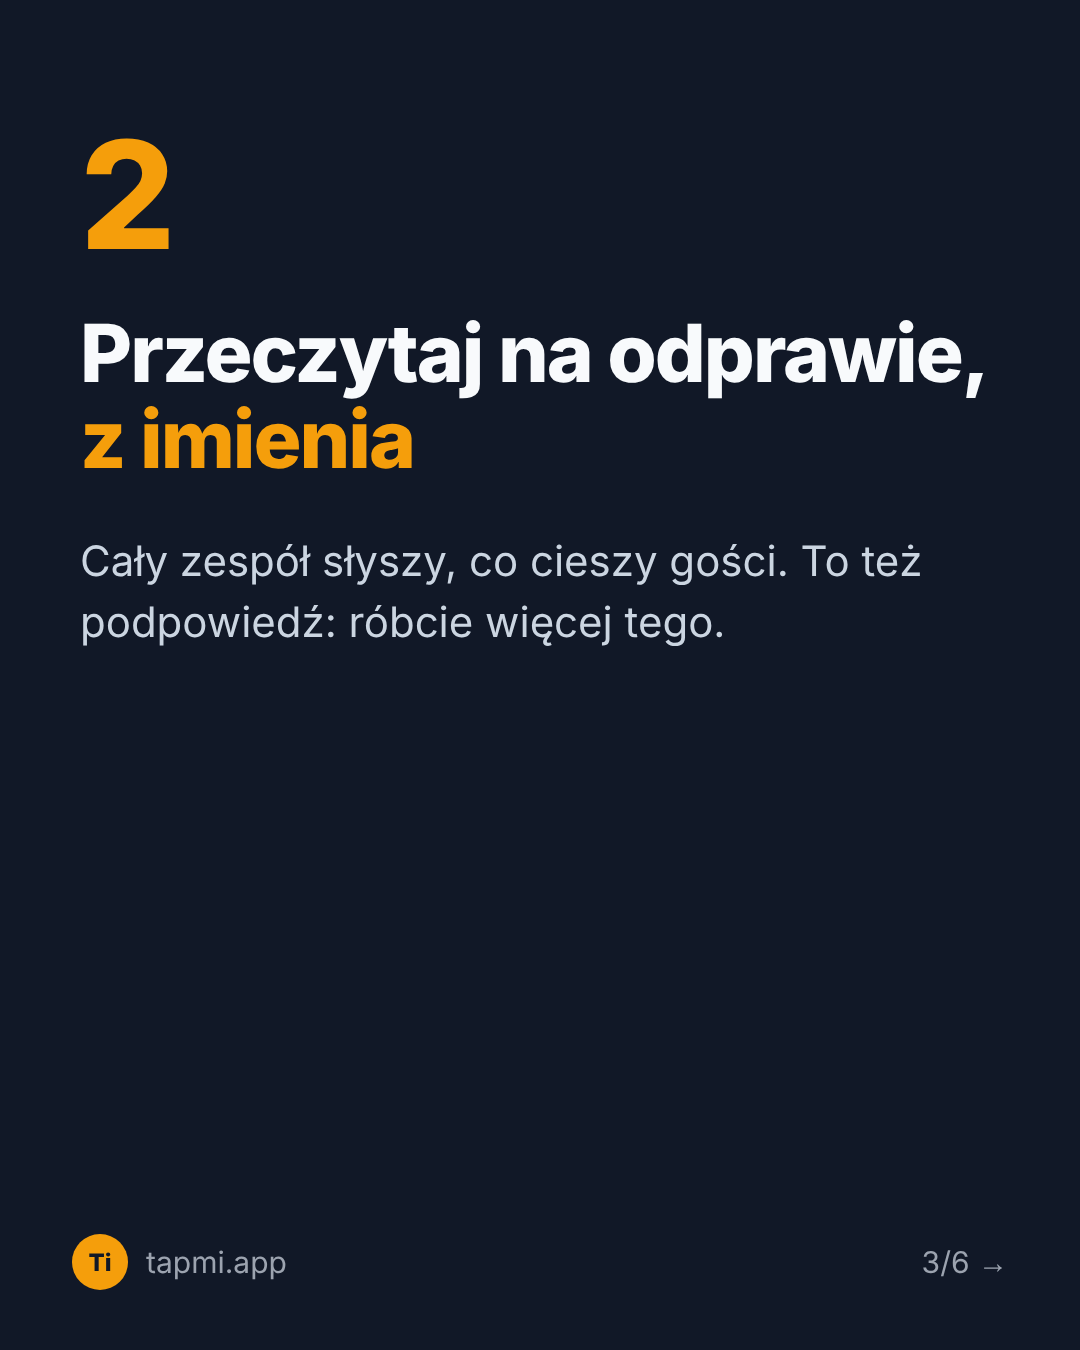 2
Przeczytaj na odprawie,
z imienia
Cały zespół słyszy, co cieszy gości. To też
podpowiedź: róbcie więcej tego.
Ti tapmi.app
3/6 →